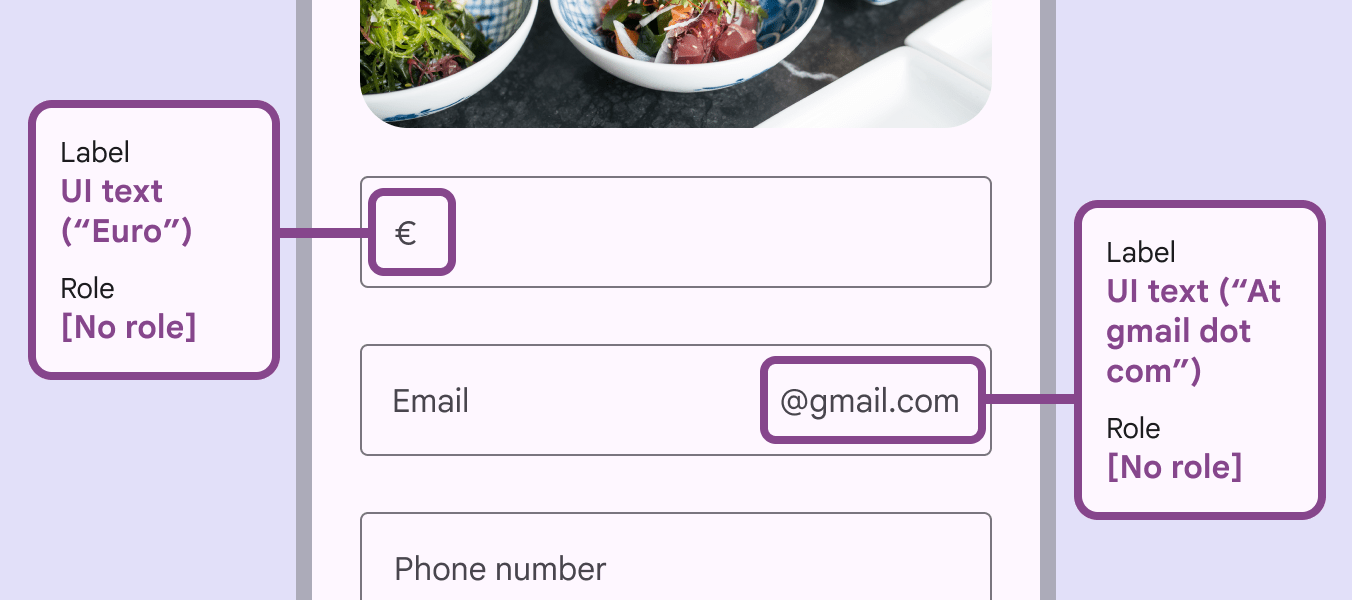 Label
UI text
(“Euro”)
Role
[No role]
€
Email
@gmail.com
Phone number
Label
UI text (“At
gmail dot
com”)
Role
[No role]